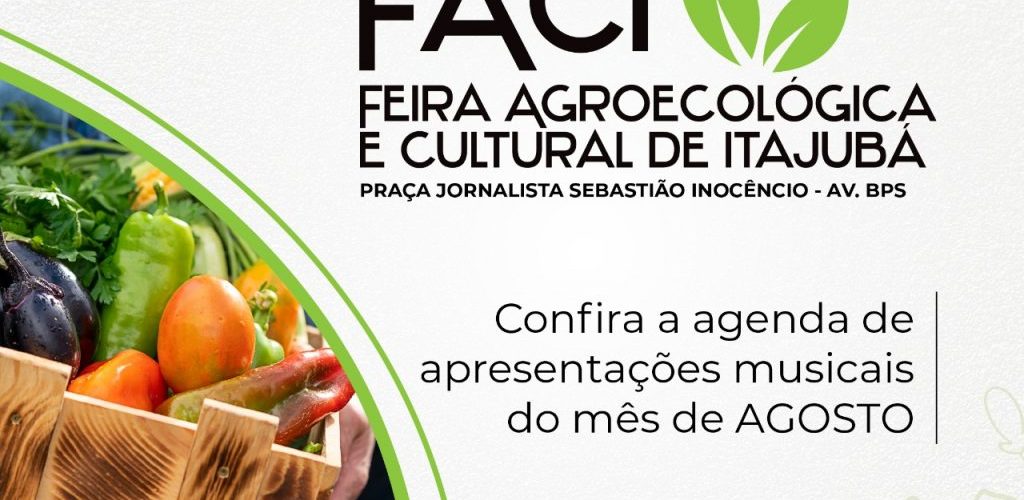 FACI
FEIRA AGROECOLÓGICA
E CULTURAL DE ITAJUBÁ
PRAÇA JORNALISTA SEBASTIÃO INOCÊNCIO - AV. BPS
Confira a agenda de
apresentações musicais
do mês de AGOSTO